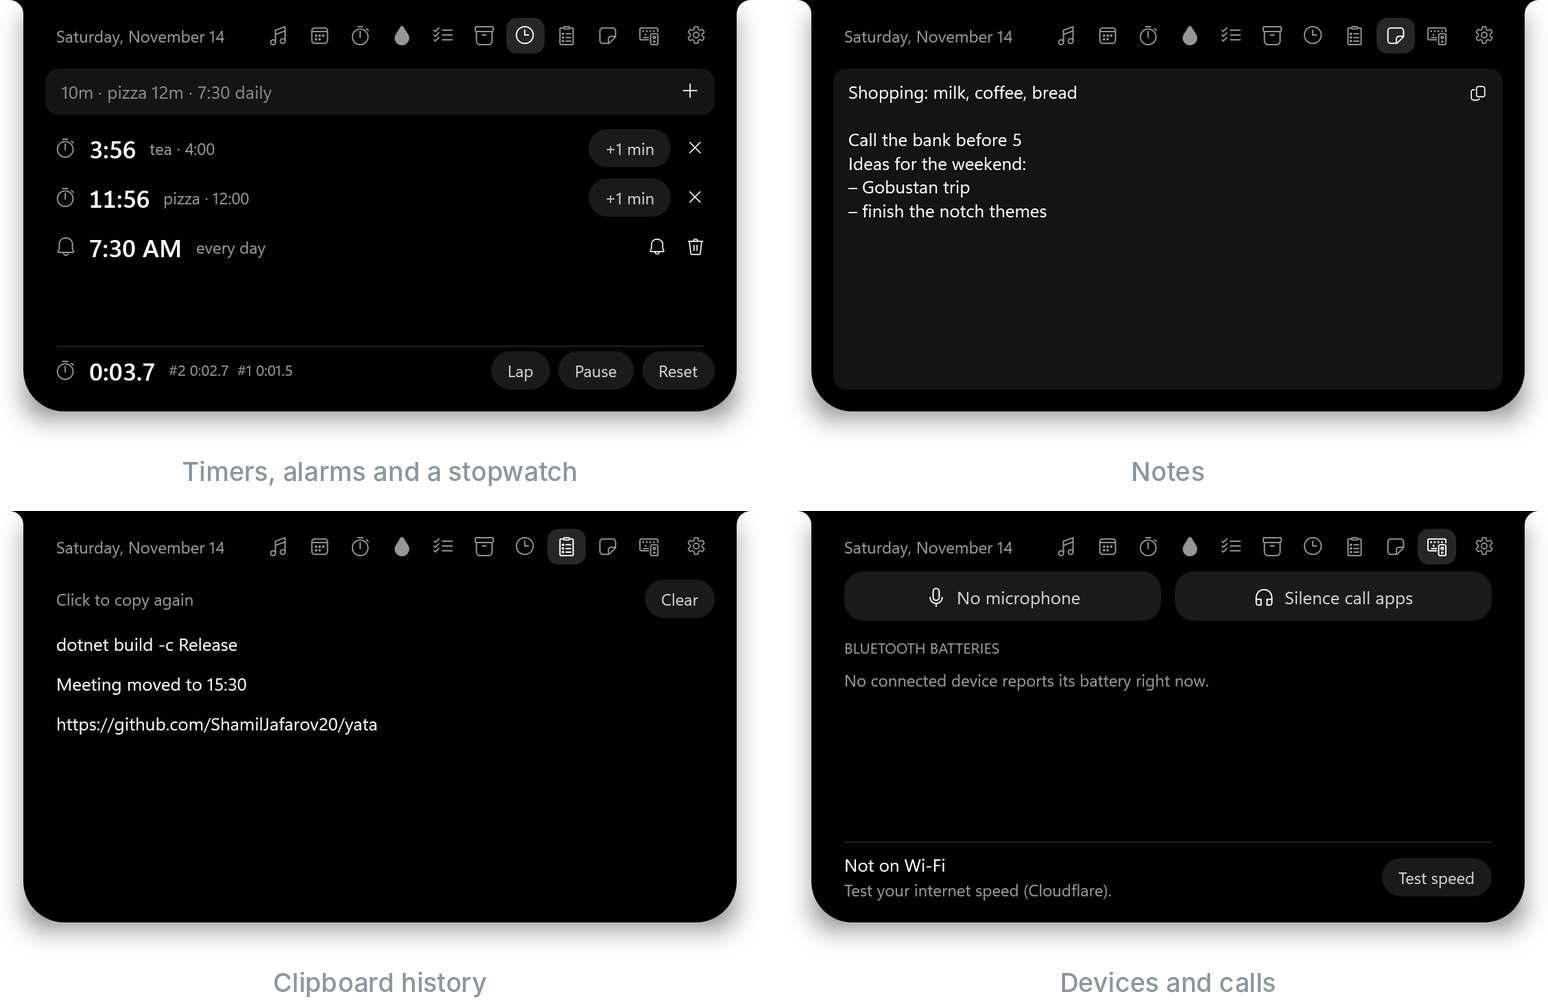 Saturday, November 14
10m · pizza 12m · 7:30 daily
3:56 tea · 4:00 +1 min
11:56 pizza · 12:00 +1 min
7:30 AM every day
0:03.7 #2 0:02.7 #1 0:01.5 Lap Pause Reset
Timers, alarms and a stopwatch
Saturday, November 14
Shopping: milk, coffee, bread
Call the bank before 5
Ideas for the weekend:
– Gobustan trip
– finish the notch themes
Notes
Saturday, November 14
Click to copy again Clear
dotnet build -c Release
Meeting moved to 15:30
https://github.com/ShamilJafarov20/yata
Clipboard history
Saturday, November 14
No microphone Silence call apps
BLUETOOTH BATTERIES
No connected device reports its battery right now.
Not on Wi-Fi
Test your internet speed (Cloudflare). Test speed
Devices and calls